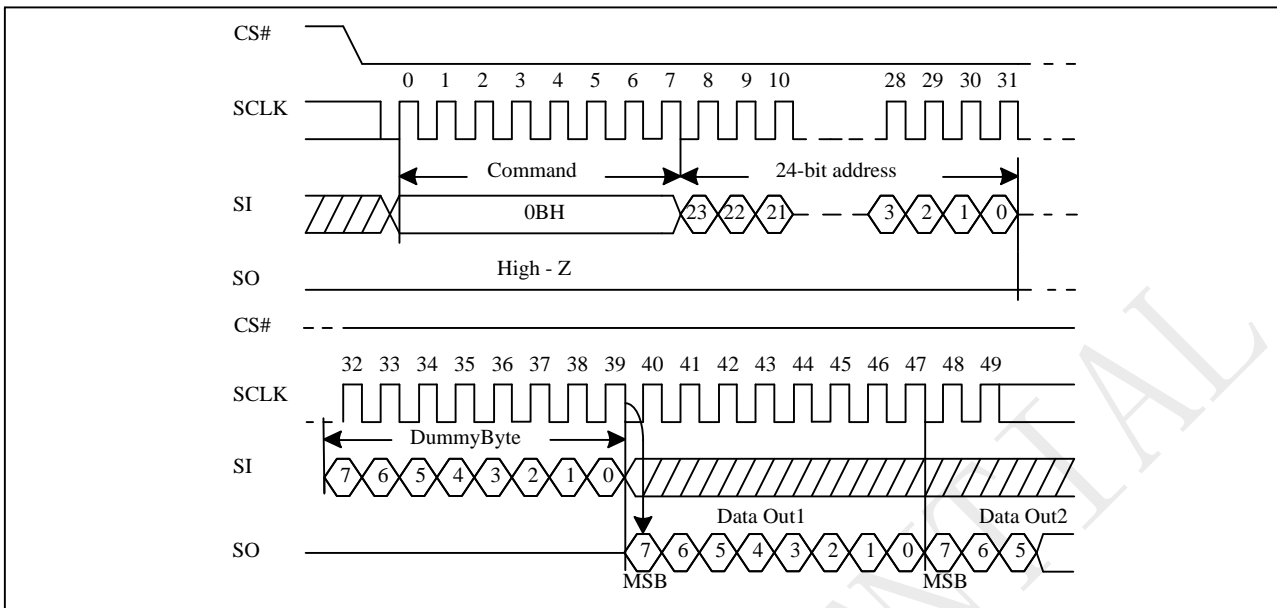 CS#
0 1 2 3 4 5 6 7 8 9 10 28 29 30 31
SCLK
Command 24-bit address
SI 0BH 23 22 21 3 2 1 0
High - Z
SO
CS#
32 33 34 35 36 37 38 39 40 41 42 43 44 45 46 47 48 49
SCLK
DummyByte
SI 7 6 5 4 3 2 1 0
Data Out1 Data Out2
SO 7 6 5 4 3 2 1 0 7 6 5
MSB MSB
NTIAL